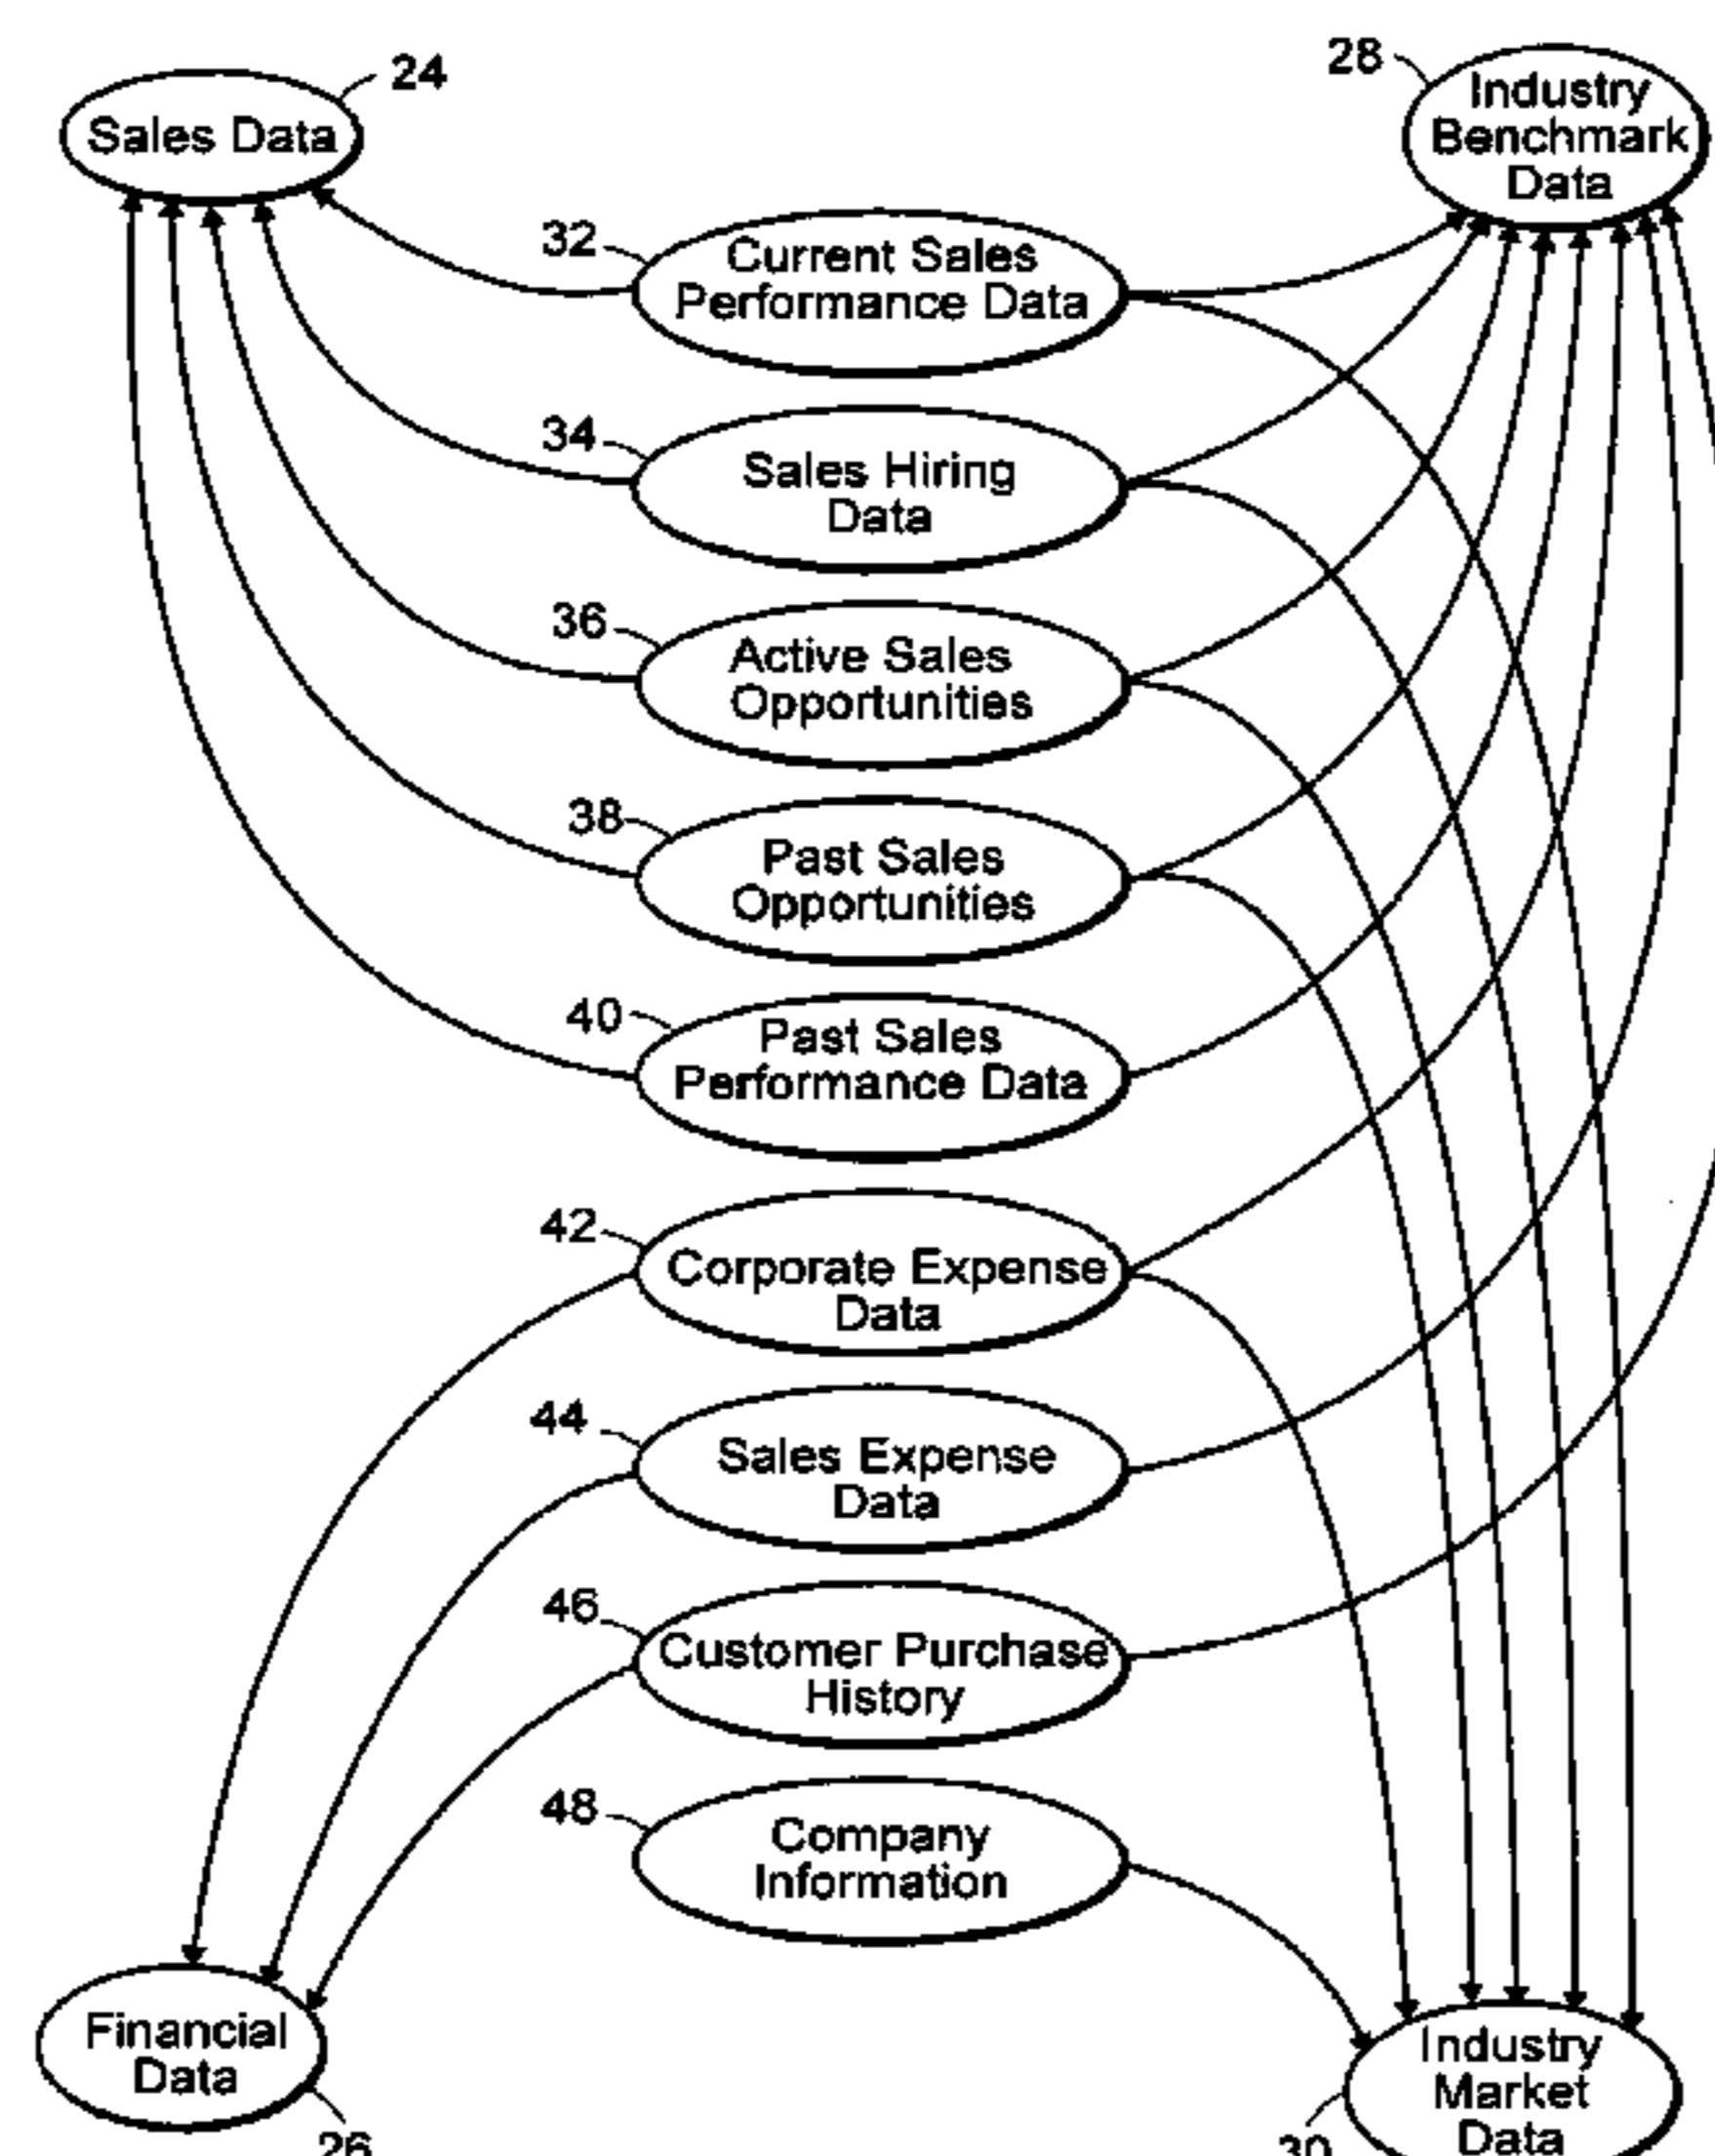 24
Sales Data
28
Industry
Benchmark
Data
32
Current Sales
Performance Data
34
Sales Hiring
Data
36
Active Sales
Opportunities
38
Past Sales
Opportunities
40
Past Sales
Performance Data
42
Corporate Expense
Data
44
Sales Expense
Data
46
Customer Purchase
History
48
Company
Information
Financial
Data
26
Industry
Market
Data
30